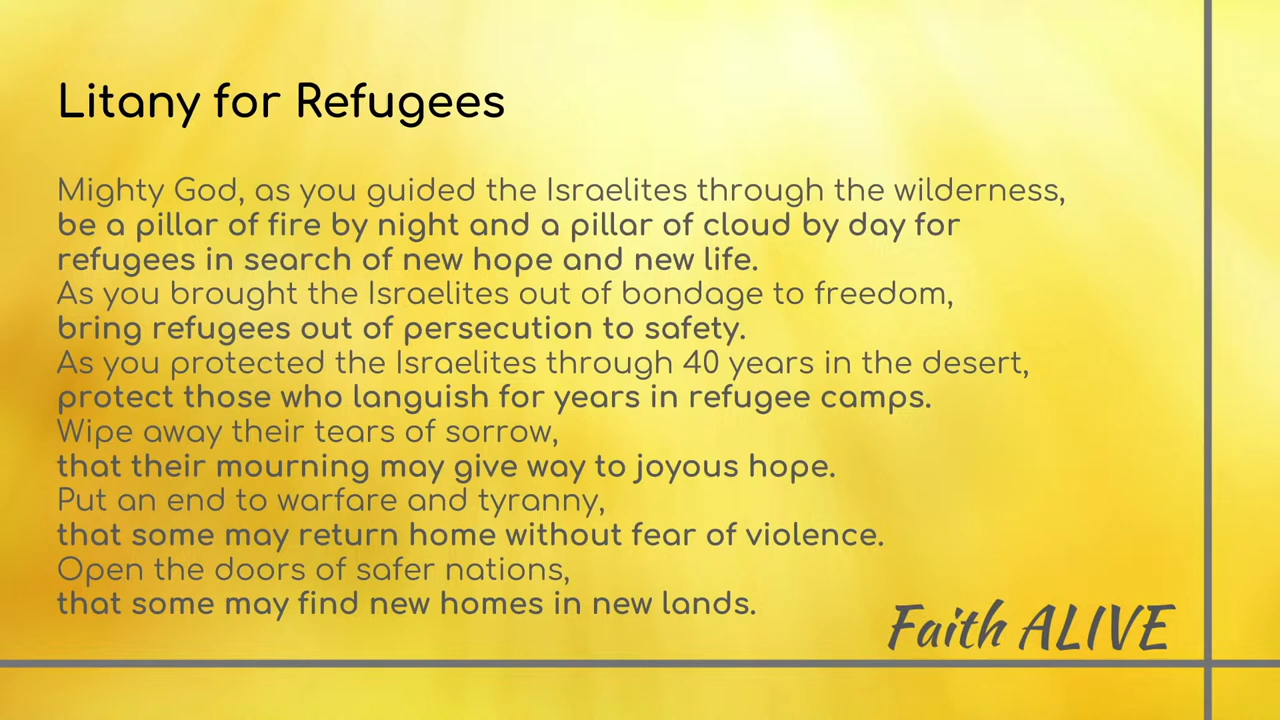 Litany for Refugees
Mighty God, as you guided the Israelites through the wilderness,
be a pillar of fire by night and a pillar of cloud by day for
refugees in search of new hope and new life.
As you brought the Israelites out of bondage to freedom,
bring refugees out of persecution to safety.
As you protected the Israelites through 40 years in the desert,
protect those who languish for years in refugee camps.
Wipe away their tears of sorrow,
that their mourning may give way to joyous hope.
Put an end to warfare and tyranny,
that some may return home without fear of violence.
Open the doors of safer nations,
that some may find new homes in new lands.
Faith ALIVE